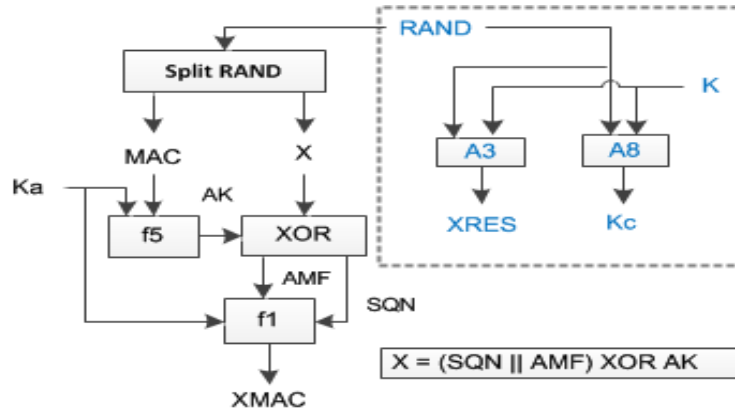 RAND
Split RAND
K
MAC
X
A3
A8
Ka
AK
XRES
Kc
f5
XOR
AMF
SQN
f1
X = (SQN || AMF) XOR AK
XMAC